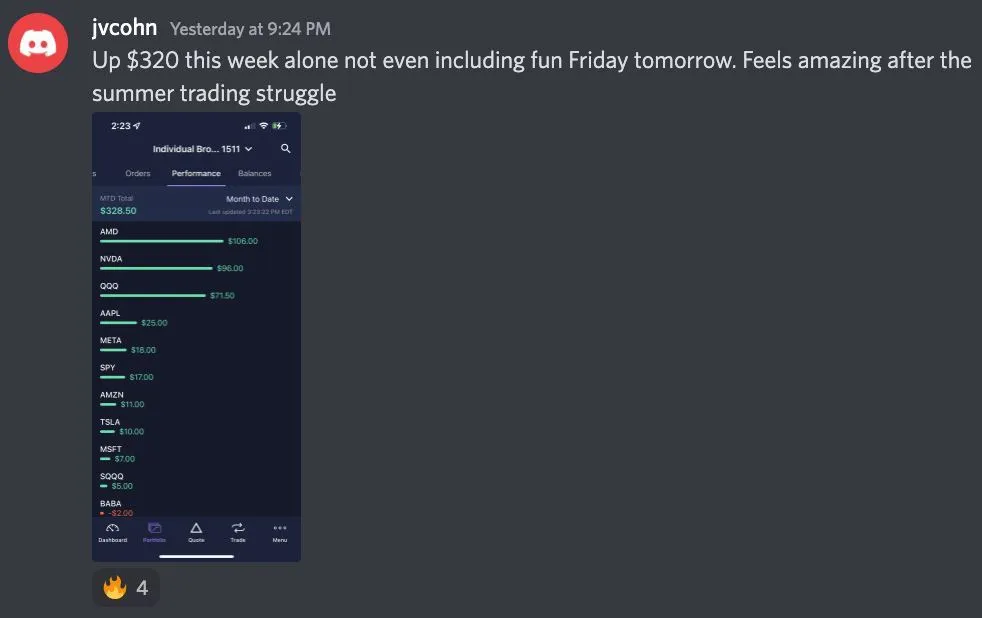 jvcohn Yesterday at 9:24 PM
Up $320 this week alone not even including fun Friday tomorrow. Feels amazing after the
summer trading struggle
2:23
Individual Bro... 1511
s Orders Performance Balances
MTD Total Month to Date
$328.50 Last updated 3:23:22 PM EDT
AMD
$106.00
NVDA
$96.00
QQQ
$71.50
AAPL
$25.00
META
$18.00
SPY
$17.00
AMZN
$11.00
TSLA
$10.00
MSFT
$7.00
SQQQ
$5.00
BABA
-$2.00
Dashboard Portfolio Quote Trade Menu
4